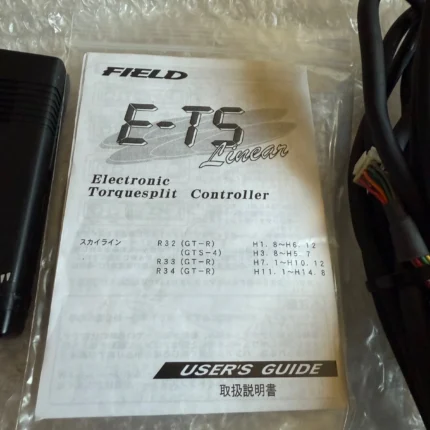 FIELD
E-TS
Linear
Electronic
Torquesplit Controller
スカイライン R32 (GT-R) H1. 8~H6. 12
(GTS-4) H3. 8~H5. 7
R33 (GT-R) H7. 1~H10. 12
R34 (GT-R) H11. 1~H14. 8
USER'S GUIDE
取扱説明書